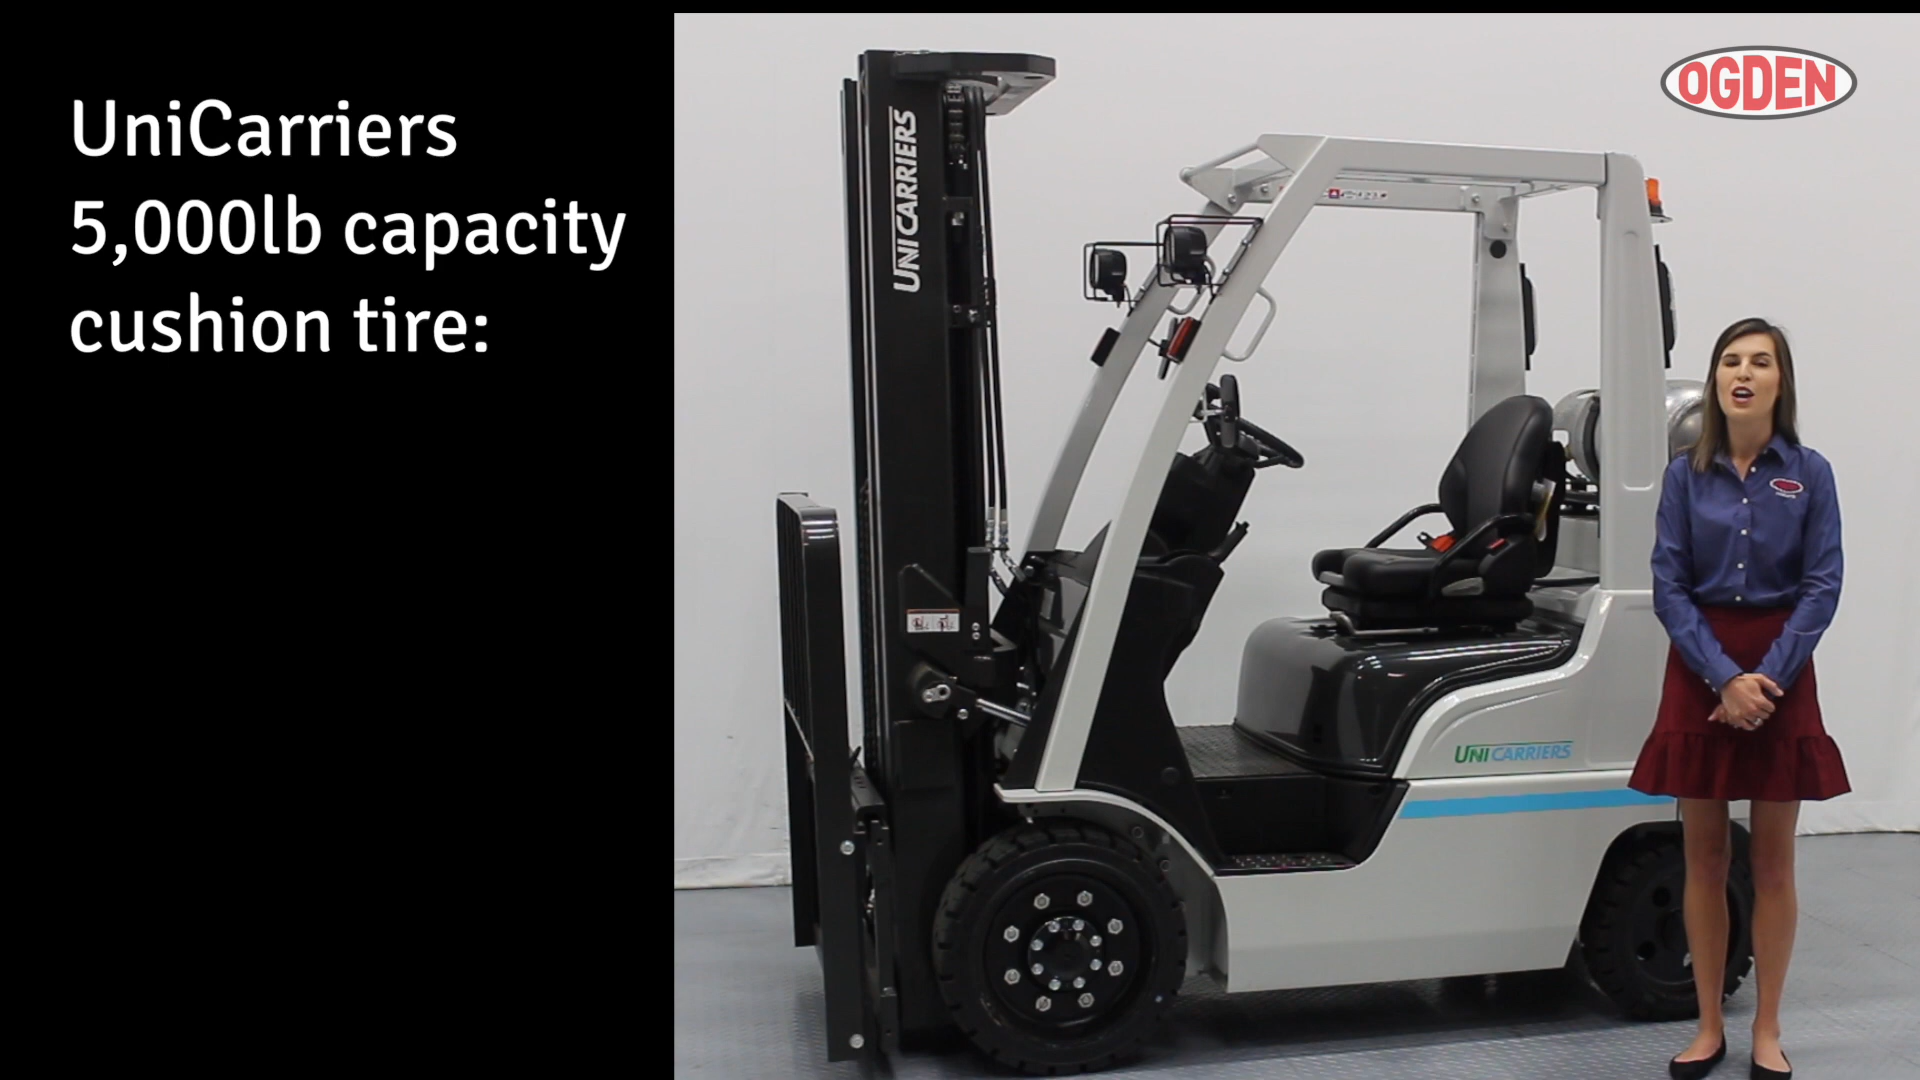 UniCarriers
5,000lb capacity
cushion tire:
OGDEN
UNICARRIERS
UNICARRIERS